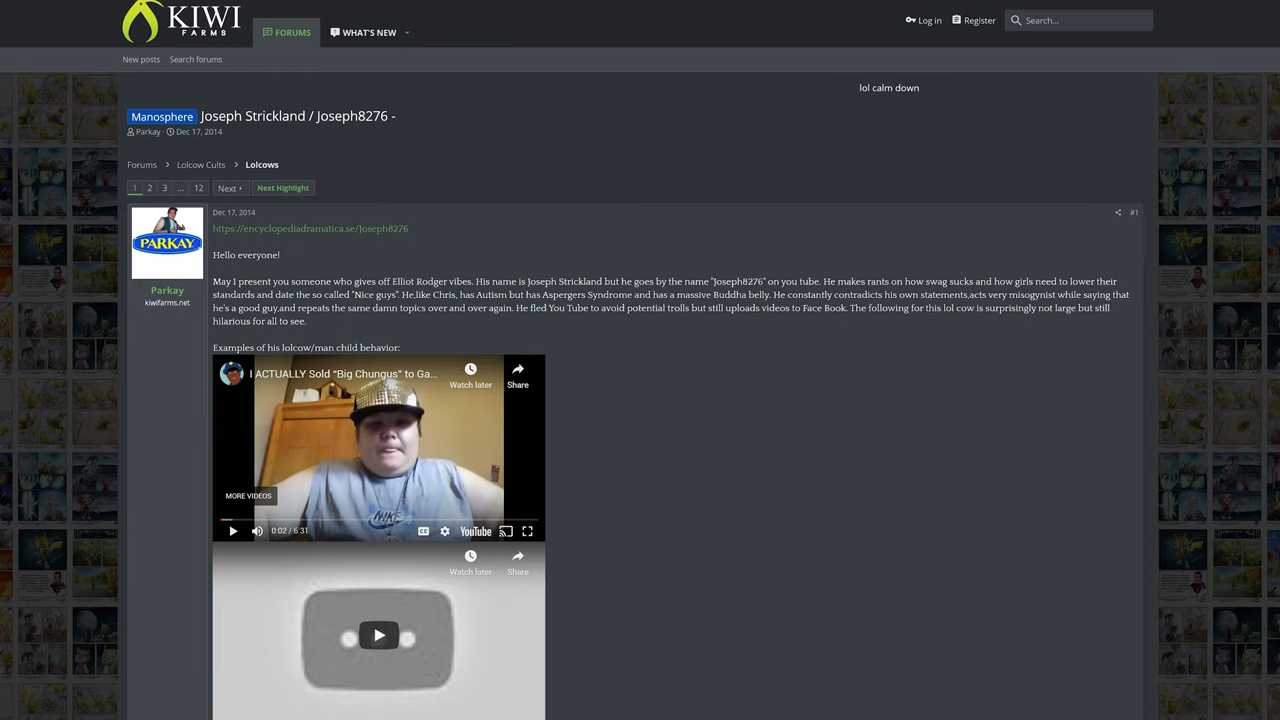 KIWI
FARMS
FORUMS
WHAT'S NEW
Log in
Register
Search...
New posts
Search forums
lol calm down
Manosphere Joseph Strickland / Joseph8276 -
Parkay Dec 17, 2014
Forums Lolcow Cults Lolcows
1 2 3 ... 12 Next Next Highlight
Dec 17, 2014 #1
PARKAY
Parkay
kiwifarms.net
https://encyclopediadramatica.se/Joseph8276
Hello everyone!
May I present you someone who gives off Elliot Rodger vibes. His name is Joseph Strickland but he goes by the name "Joseph8276" on you tube. He makes rants on how swag sucks and how girls need to lower their
standards and date the so called "Nice guys". He,like Chris, has Autism but has Aspergers Syndrome and has a massive Buddha belly. He constantly contradicts his own statements,acts very misogynist while saying that
he's a good guy,and repeats the same damn topics over and over again. He fled You Tube to avoid potential trolls but still uploads videos to Face Book. The following for this lol cow is surprisingly not large but still
hilarious for all to see.
Examples of his lolcow/man child behavior:
I ACTUALLY Sold "Big Chungus" to Ga...
Watch later
Share
NIKE
MORE VIDEOS
0:02 / 6:31
CC
YouTube
Watch later
Share